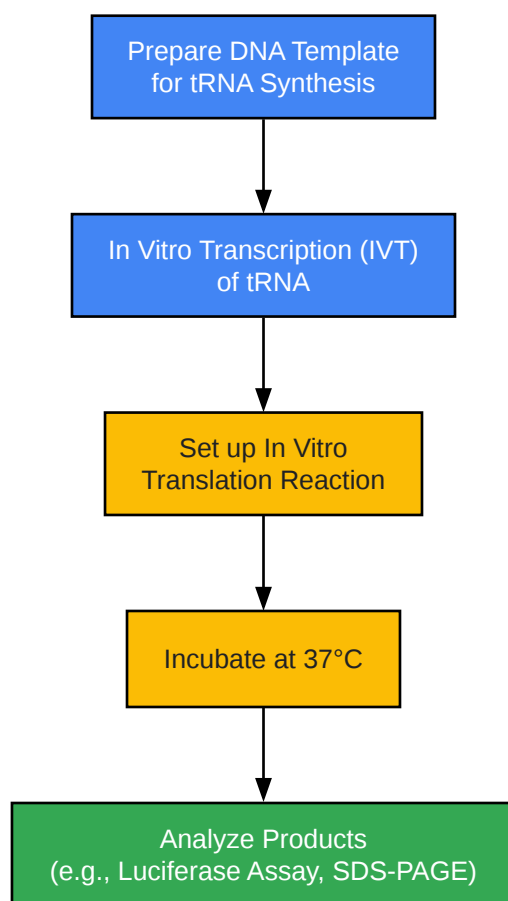 Prepare DNA Template
for tRNA Synthesis
In Vitro Transcription (IVT)
of tRNA
Set up In Vitro
Translation Reaction
Incubate at 37°C
Analyze Products
(e.g., Luciferase Assay, SDS-PAGE)